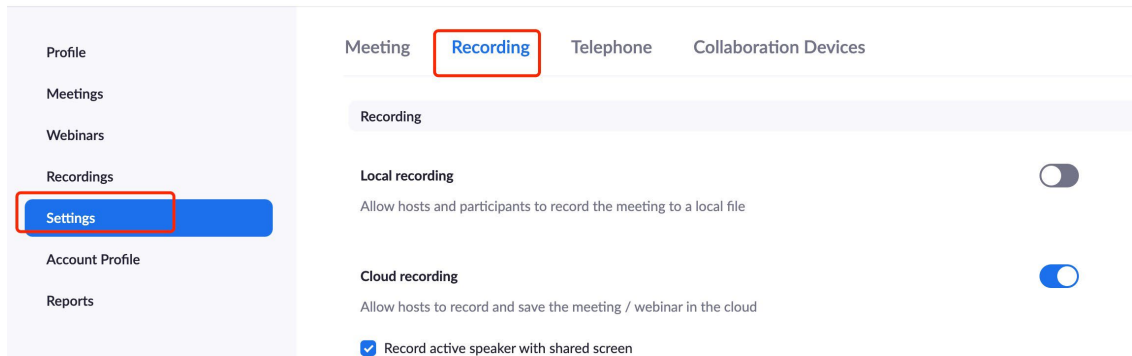 Profile
Meetings
Webinars
Recordings
Settings
Account Profile
Reports
Meeting Recording Telephone Collaboration Devices
Recording
Local recording
Allow hosts and participants to record the meeting to a local file
Cloud recording
Allow hosts to record and save the meeting / webinar in the cloud
Record active speaker with shared screen